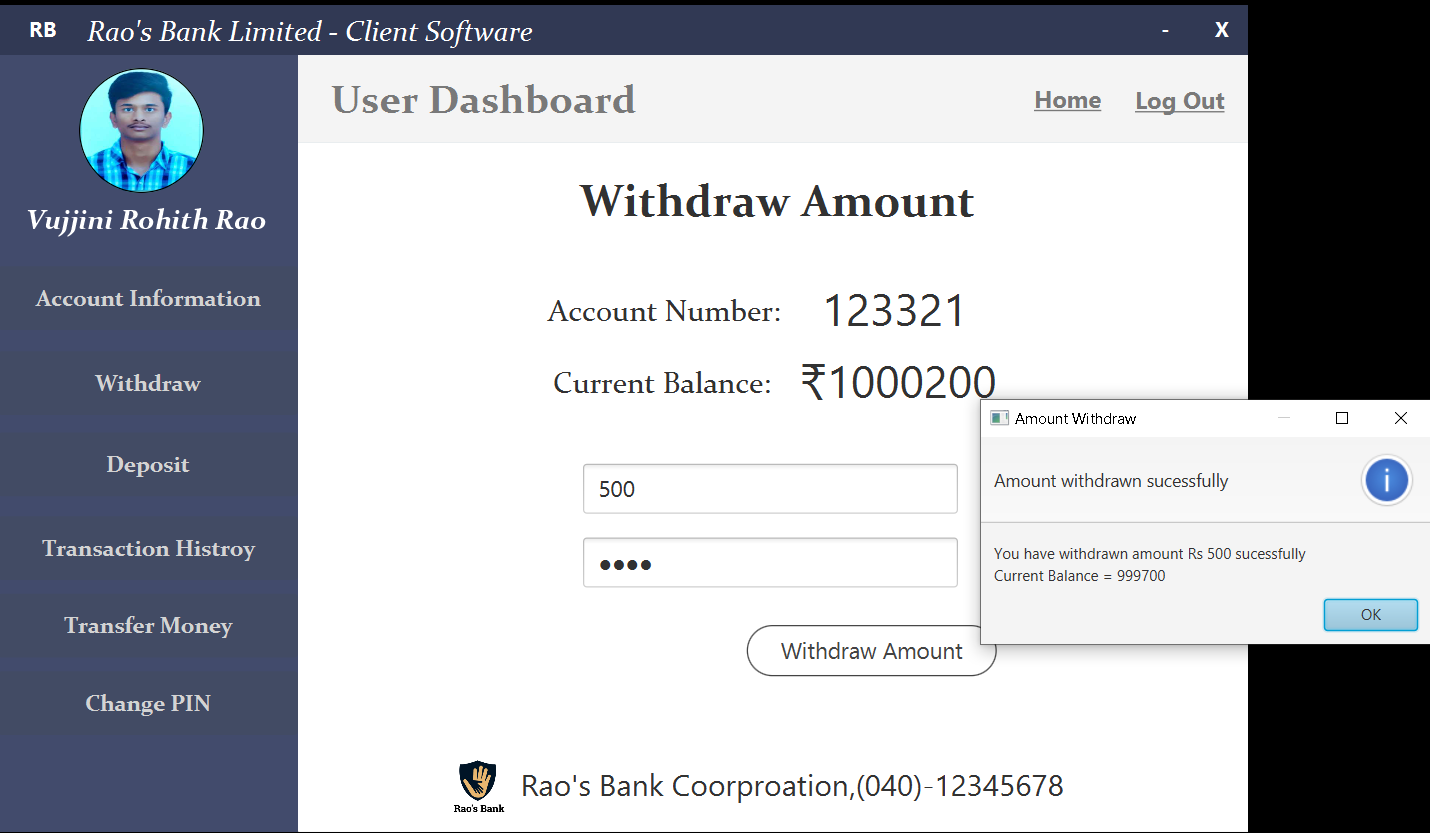 RB Rao's Bank Limited - Client Software - X
Vujjini Rohith Rao
Account Information
Withdraw
Deposit
Transaction Histroy
Transfer Money
Change PIN
User Dashboard
Home Log Out
Withdraw Amount
Account Number: 123321
Current Balance: ₹1000200
500
••••
Withdraw Amount
Amount Withdraw
Amount withdrawn sucessfully
You have withdrawn amount Rs 500 sucessfully
Current Balance = 999700
OK
Rao's Bank
Rao's Bank Coorproation,(040)-12345678